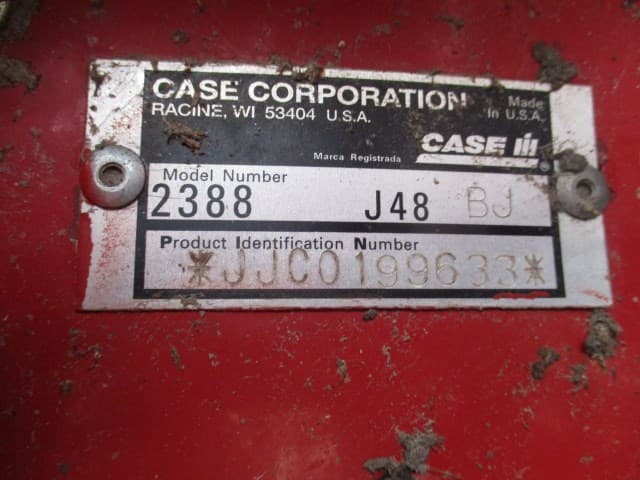 CASE CORPORATION
RACINE, WI 53404 U.S.A.
Made
in U.S.A.
Marca Registrada
CASE IH
®
Model Number
2388 J48 BJ
Product Identification Number
*JJC0199633*